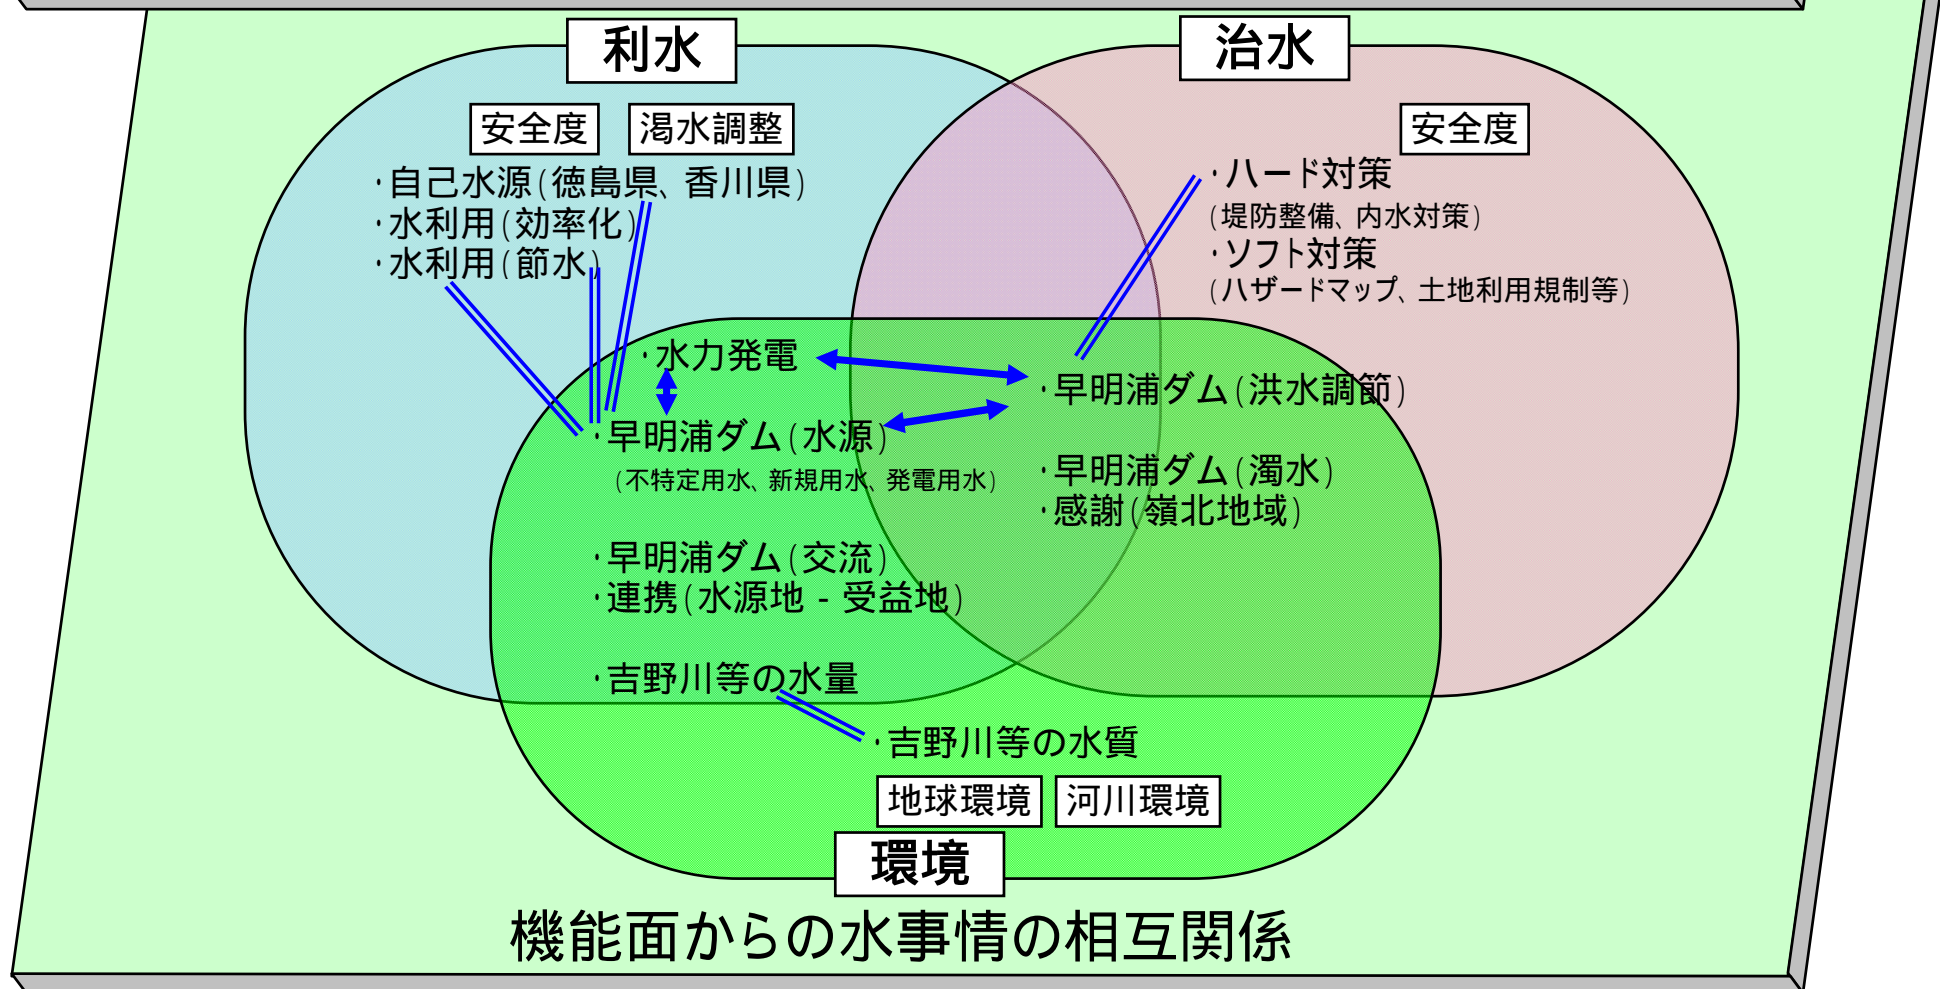 利水
治水
安全度
渇水調整
安全度
・自己水源(徳島県、香川県)
・水利用(効率化)
・水利用(節水)
・ハード対策
(堤防整備、内水対策)
・ソフト対策
(ハザードマップ、土地利用規制等)
・水力発電
・早明浦ダム(洪水調節)
・早明浦ダム(水源)
(不特定用水、新規用水、発電用水)
・早明浦ダム(濁水)
・感謝(嶺北地域)
・早明浦ダム(交流)
・連携(水源地 - 受益地)
・吉野川等の水量
・吉野川等の水質
地球環境
河川環境
環境
機能面からの水事情の相互関係